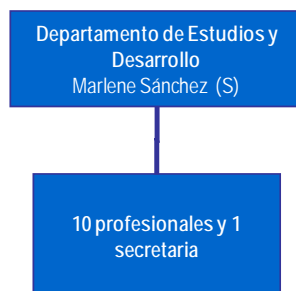 Departamento de Estudios y
Desarrollo
Marlene Sánchez (S)
10 profesionales y 1
secretaria